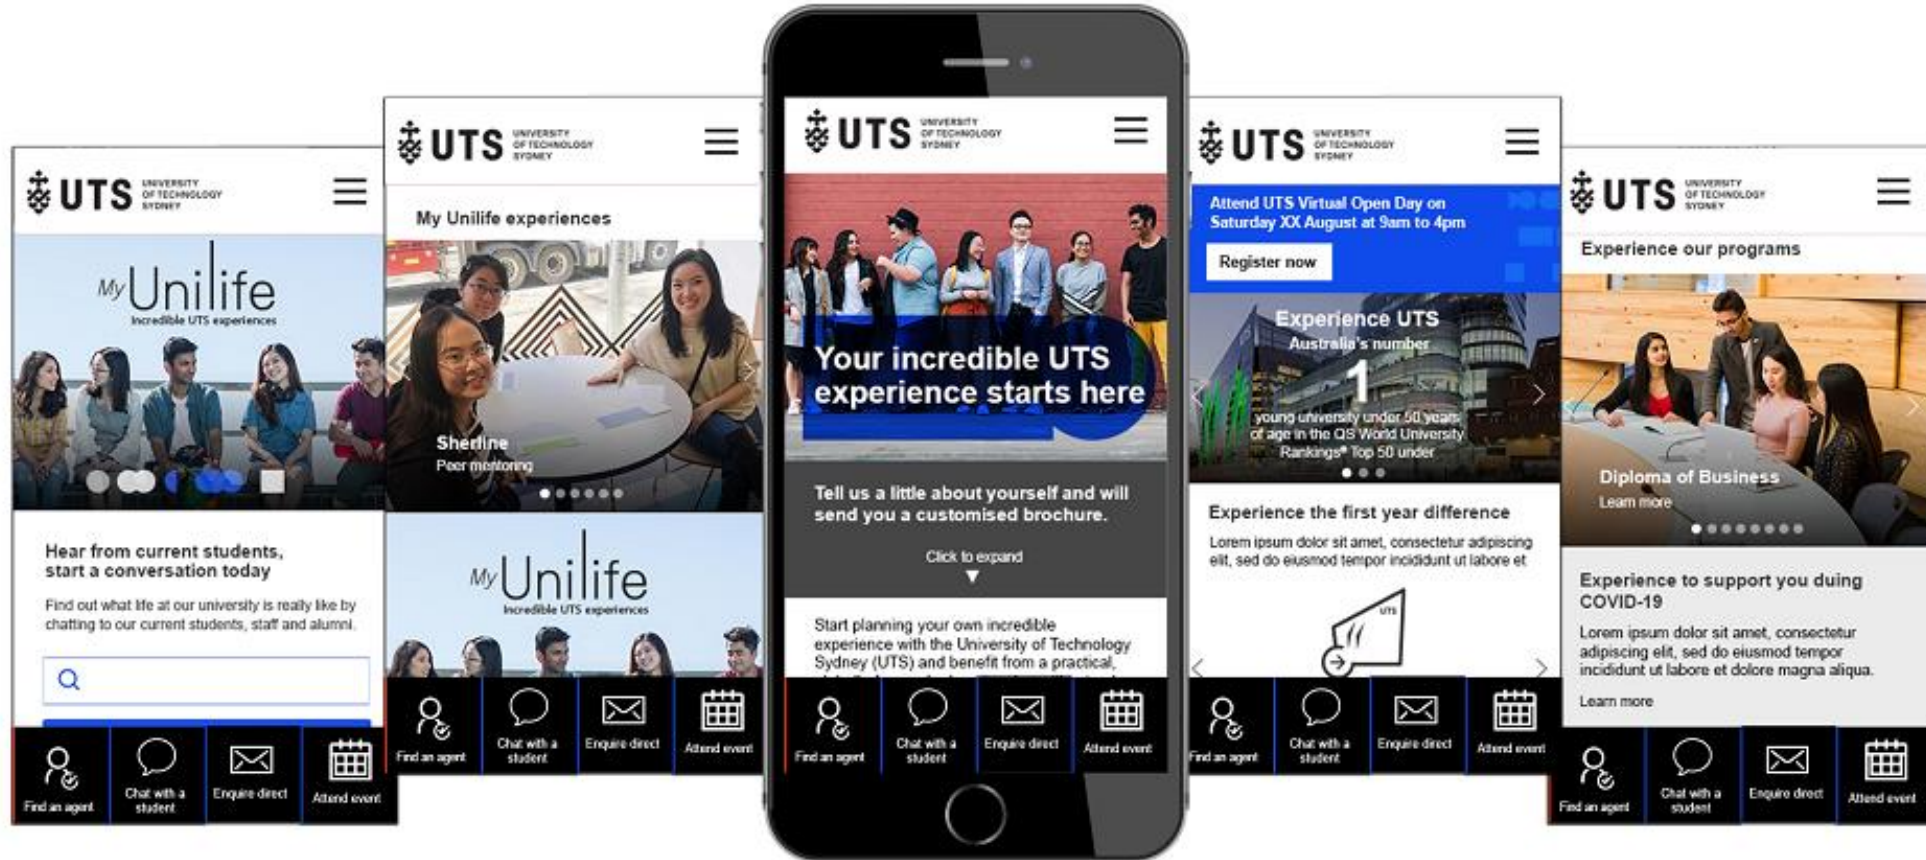 UTS UNIVERSITY
OF TECHNOLOGY
SYDNEY
My Unilife
Incredible UTS experiences
Hear from current students,
start a conversation today
Find out what life at our university is really like by
chatting to our current students, staff and alumni.
Find an agent
Chat with a
student
Enquire direct
Attend event
UTS UNIVERSITY
OF TECHNOLOGY
SYDNEY
My Unilife experiences
Sherline
Peer mentoring
My Unilife
Incredible UTS experiences
Find an agent
Chat with a
student
Enquire direct
Attend event
UTS UNIVERSITY
OF TECHNOLOGY
SYDNEY
Your incredible UTS
experience starts here
Tell us a little about yourself and will
send you a customised brochure.
Click to expand
Start planning your own incredible
experience with the University of Technology
Sydney (UTS) and benefit from a practical,
Find an agent
Chat with a
student
Enquire direct
Attend event
UTS UNIVERSITY
OF TECHNOLOGY
SYDNEY
Attend UTS Virtual Open Day on
Saturday XX August at 9am to 4pm
Register now
Experience UTS
Australia's number
1
young university under 50 years
of age in the QS World University
Rankings® Top 50 under
Experience the first year difference
Lorem ipsum dolor sit amet, consectetur adipiscing
elit, sed do eiusmod tempor incididunt ut labore et
UTS
Find an agent
Chat with a
student
Enquire direct
Attend event
UTS UNIVERSITY
OF TECHNOLOGY
SYDNEY
Experience our programs
Diploma of Business
Learn more
Experience to support you duing
COVID-19
Lorem ipsum dolor sit amet, consectetur
adipiscing elit, sed do eiusmod tempor
incididunt ut labore et dolore magna aliqua.
Learn more
Find an agent
Chat with a
student
Enquire direct
Attend event